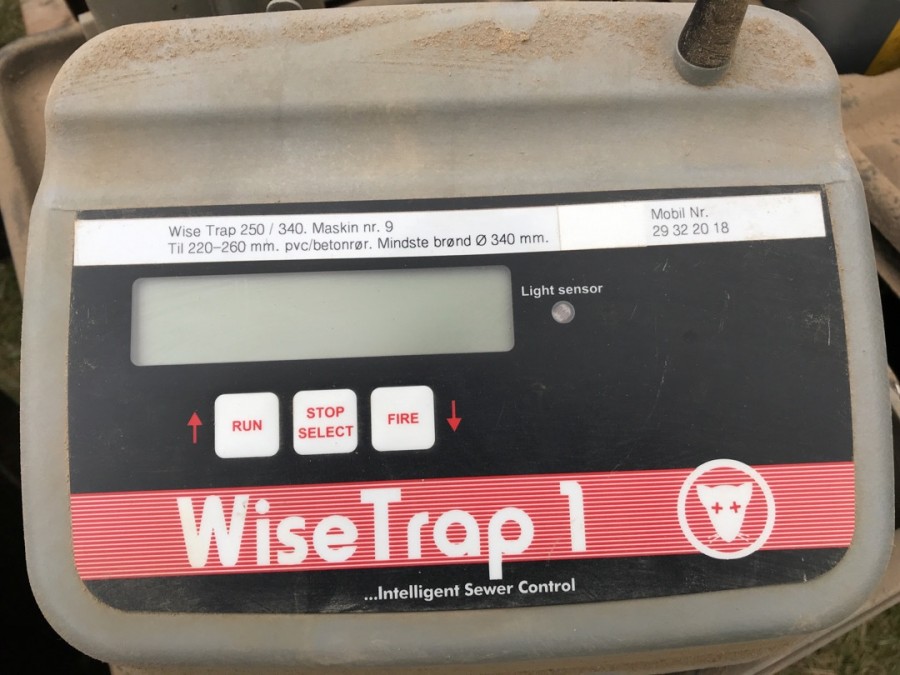 Wise Trap 250 / 340. Maskin nr. 9
Til 220-260 mm. pvc/betonrør. Mindste brønd Ø 340 mm.
Mobil Nr.
29 32 20 18
Light sensor
RUN
STOP
SELECT
FIRE
WiseTrap 1
...Intelligent Sewer Control